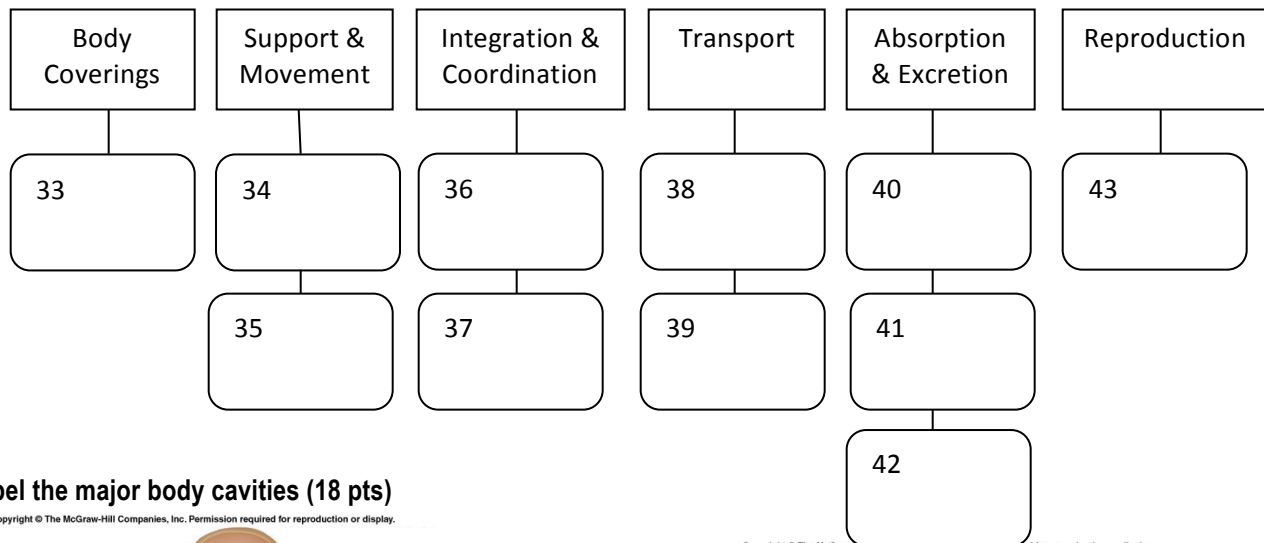 Body
Coverings
Support &
Movement
Integration &
Coordination
Transport
Absorption
& Excretion
Reproduction
33
34
36
38
40
43
35
37
39
41
42
the major body cavities (18 pts)
opyright © The McGraw-Hill Companies, Inc. Permission required for reproduction or display.